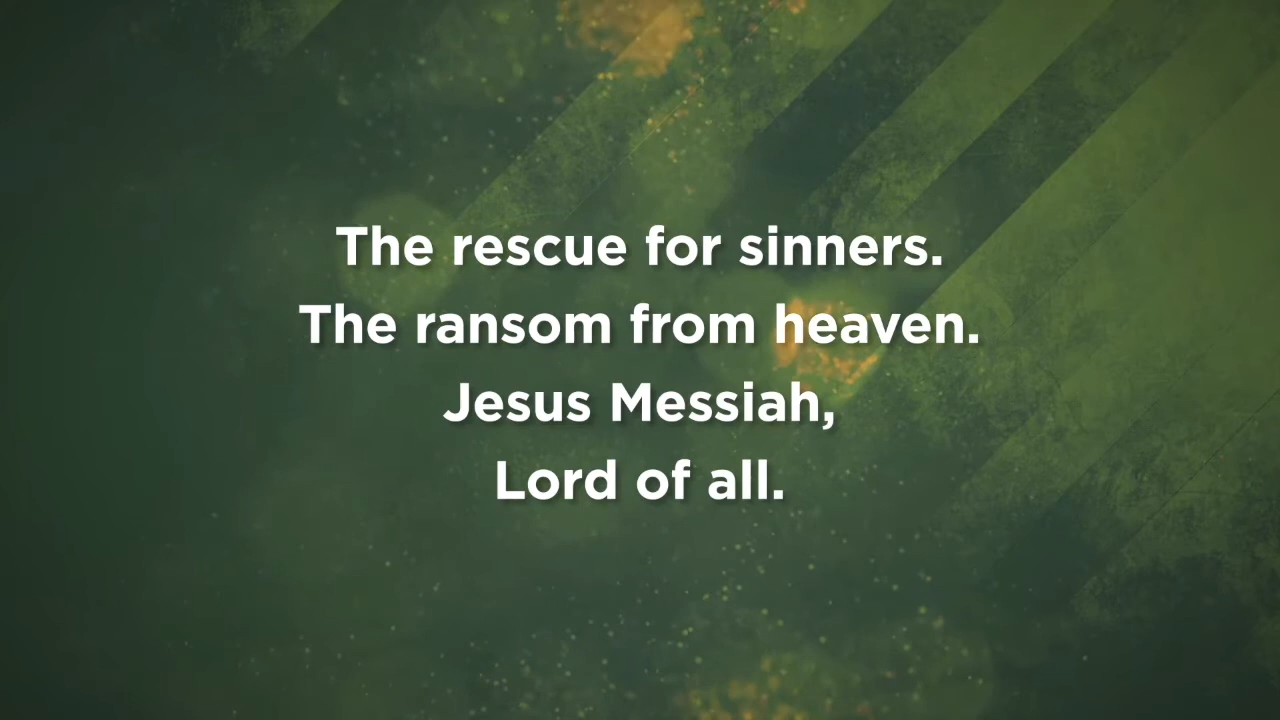 The rescue for sinners.
The ransom from heaven.
Jesus Messiah,
Lord of all.